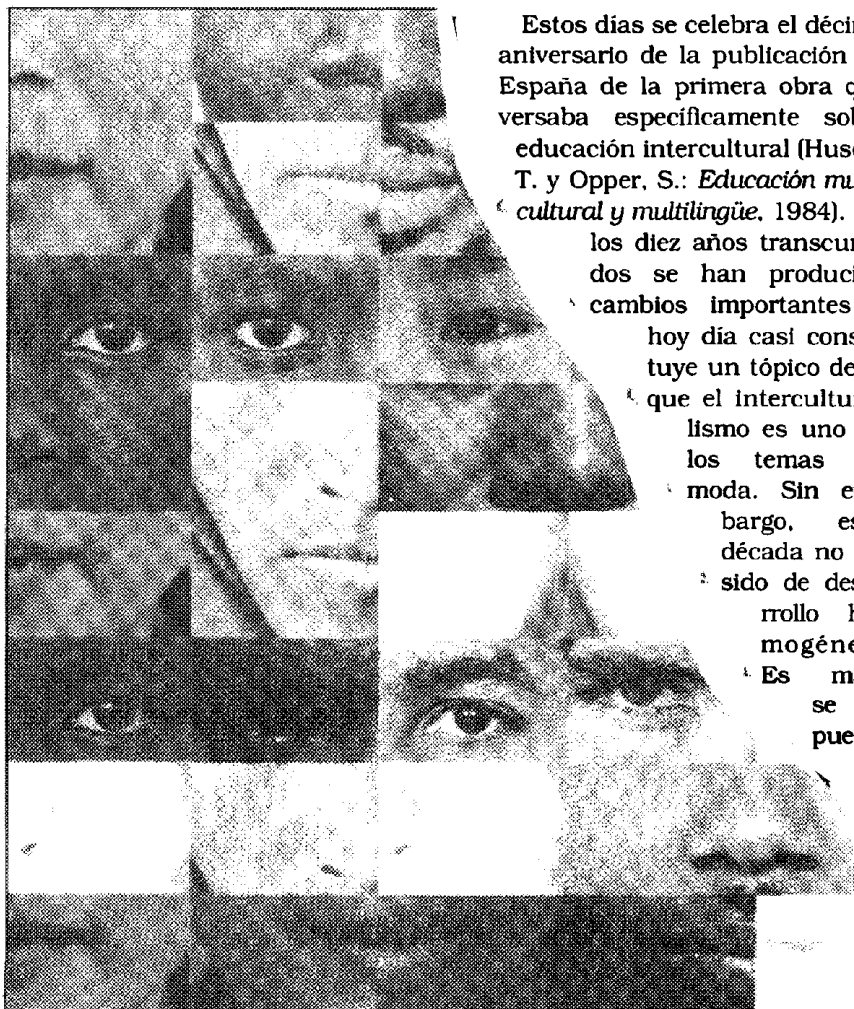 Estos días se celebra el décin
aniversario de la publicación
España de la primera obra q
versaba específicamente sob
educación intercultural (Huse
T. y Opper, S.: Educación mu
cultural y multilingüe, 1984).
los diez años transcur
dos se han produci
cambios importantes
hoy día casi cons
tuye un tópico de
que el intercultu
lismo es uno
los temas
moda. Sin e
bargo, es
década no
sido de des
rrollo h
mogéne
Es m
se
pue